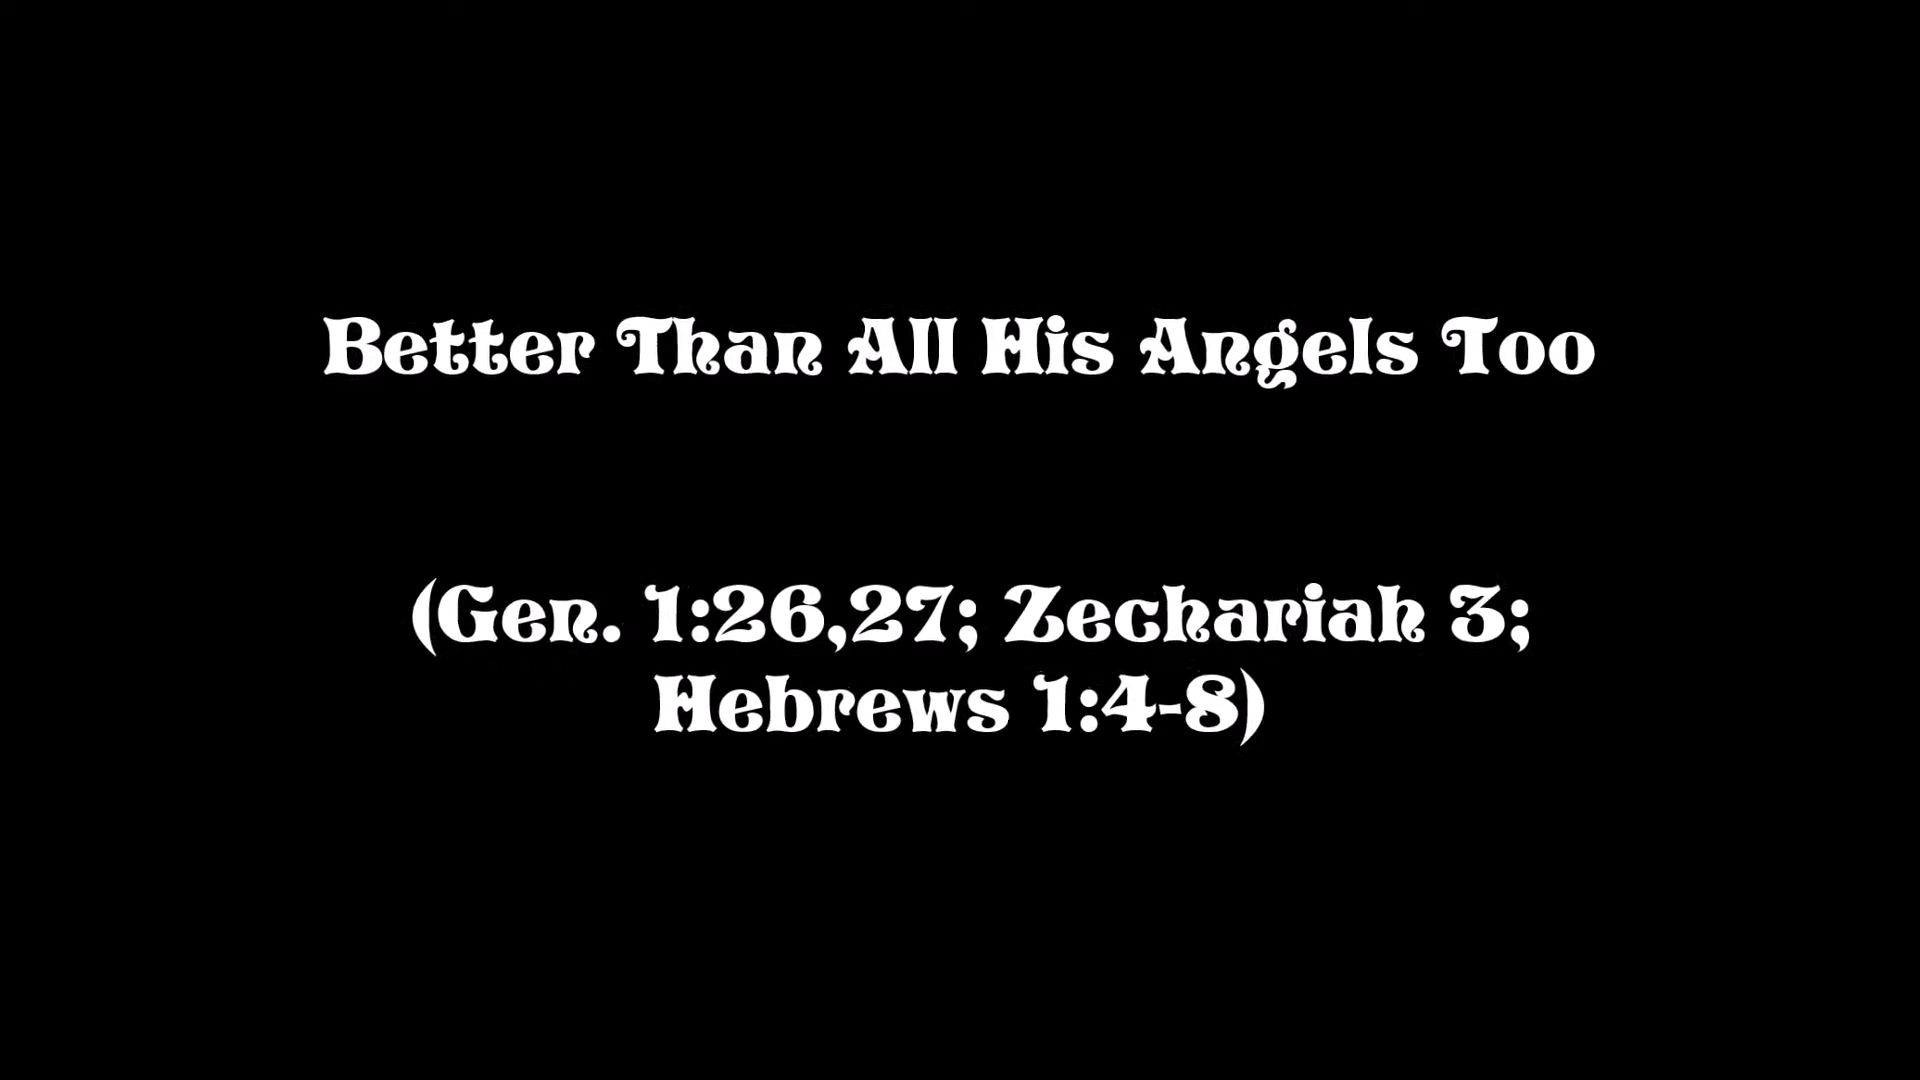 Better Than All His Angels Too
(Gen. 1:26,27; Zechariah 3;
Hebrews 1:4-8)